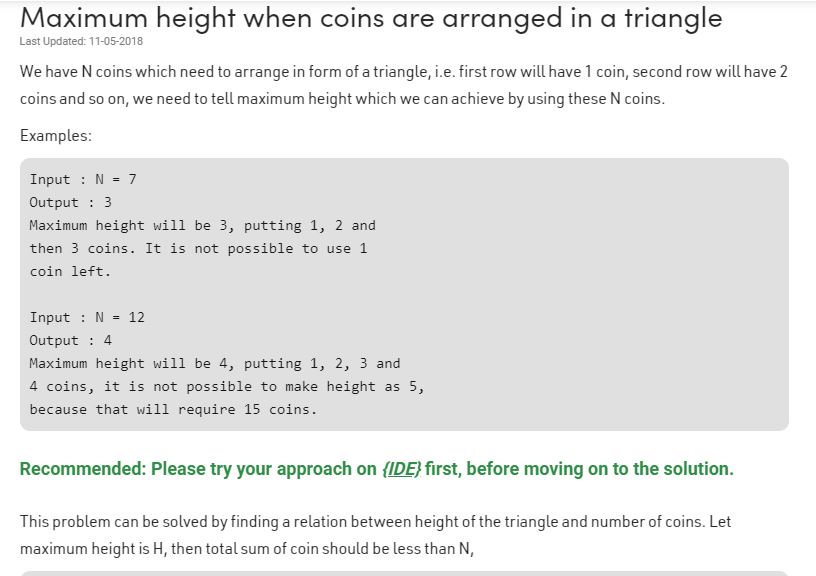 Maximum height when coins are arranged in a triangle
Last Updated: 11-05-2018
We have N coins which need to arrange in form of a triangle, i.e. first row will have 1 coin, second row will have 2
coins and so on, we need to tell maximum height which we can achieve by using these N coins.
Examples:
Input : N = 7
Output : 3
Maximum height will be 3, putting 1, 2 and
then 3 coins. It is not possible to use 1
coin left.
Input : N = 12
Output : 4
Maximum height will be 4, putting 1, 2, 3 and
4 coins, it is not possible to make height as 5,
because that will require 15 coins.
Recommended: Please try your approach on {IDE} first, before moving on to the solution.
This problem can be solved by finding a relation between height of the triangle and number of coins. Let
maximum height is H, then total sum of coin should be less than N,